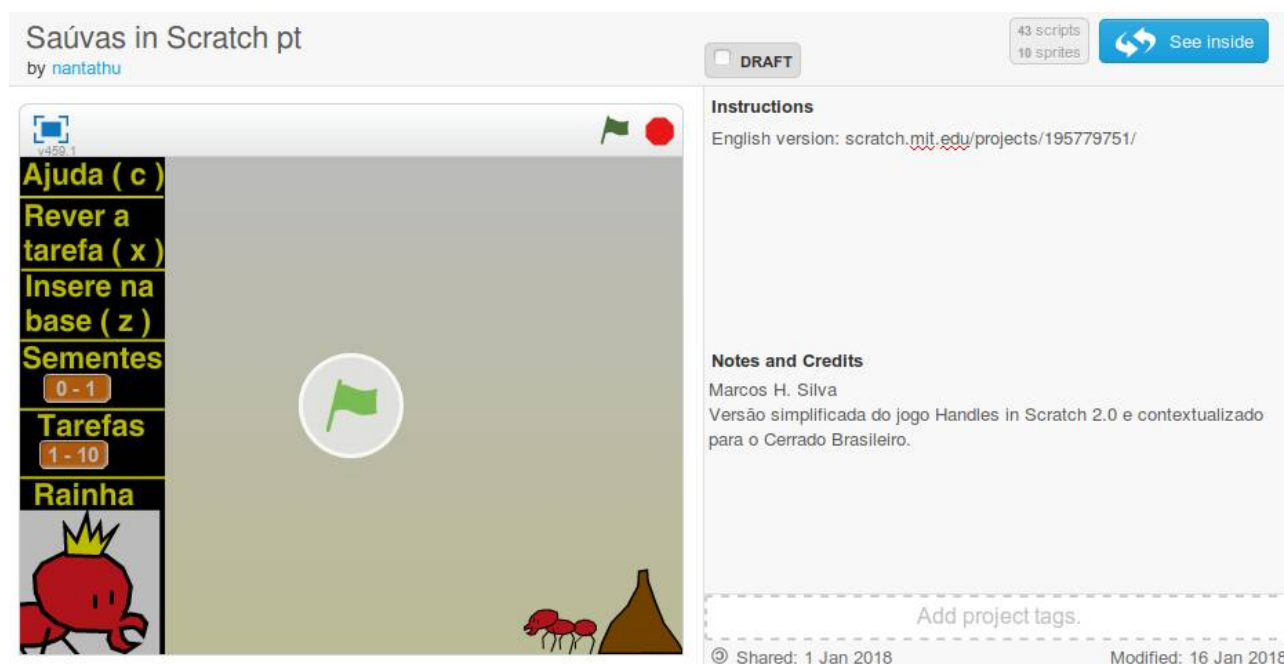 Saúvas in Scratch pt
by nantathu
DRAFT
43 scripts
10 sprites
See inside
v459.1
Ajuda ( c )
Rever a
tarefa ( x )
Insere na
base ( z )
Sementes
0 - 1
Tarefas
1 - 10
Rainha
Instructions
English version: scratch.mit.edu/projects/195779751/
Notes and Credits
Marcos H. Silva
Versão simplificada do jogo Handles in Scratch 2.0 e contextualizado
para o Cerrado Brasileiro.
Add project tags.
Shared: 1 Jan 2018
Modified: 16 Jan 2018